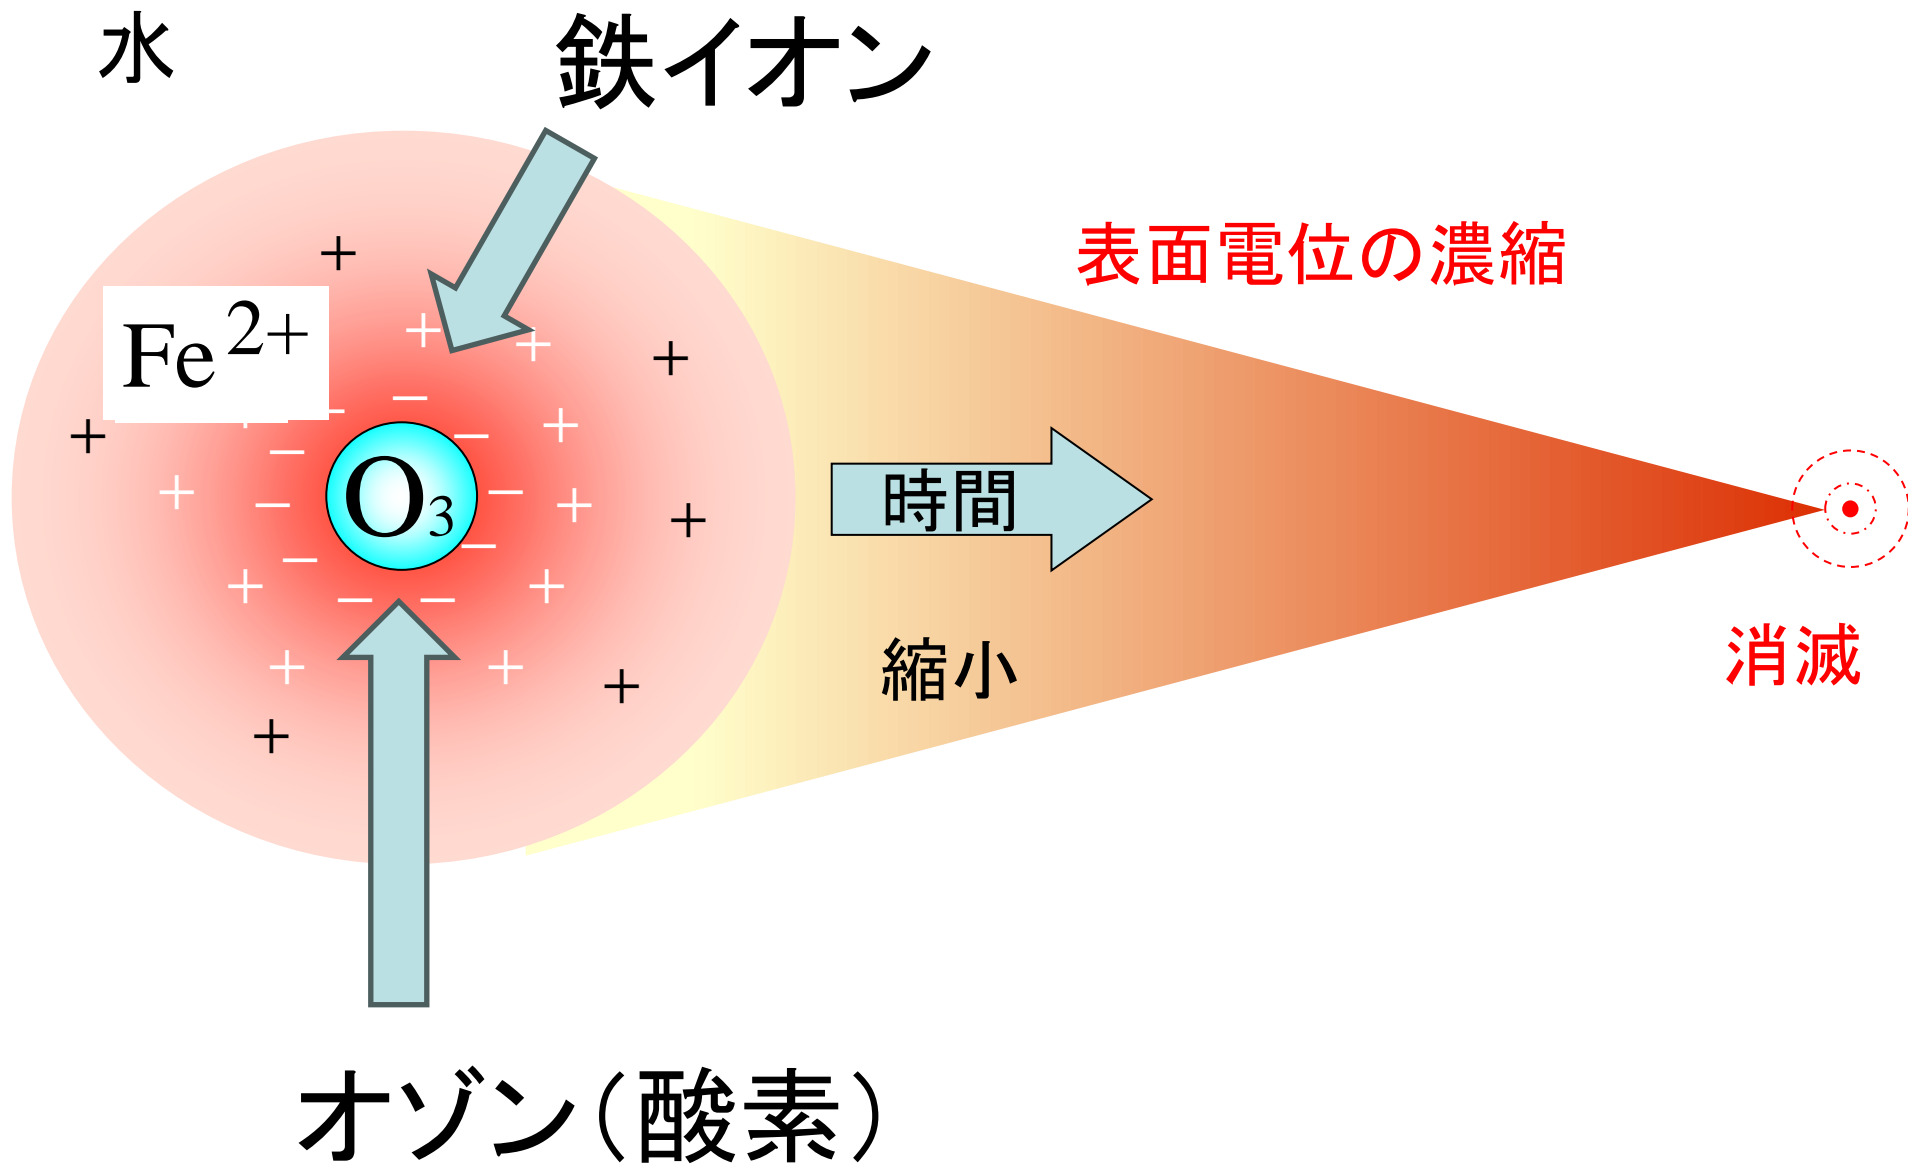 水
鉄イオン
表面電位の濃縮
Fe2+
O3
時間
縮小
消滅
オゾン(酸素)